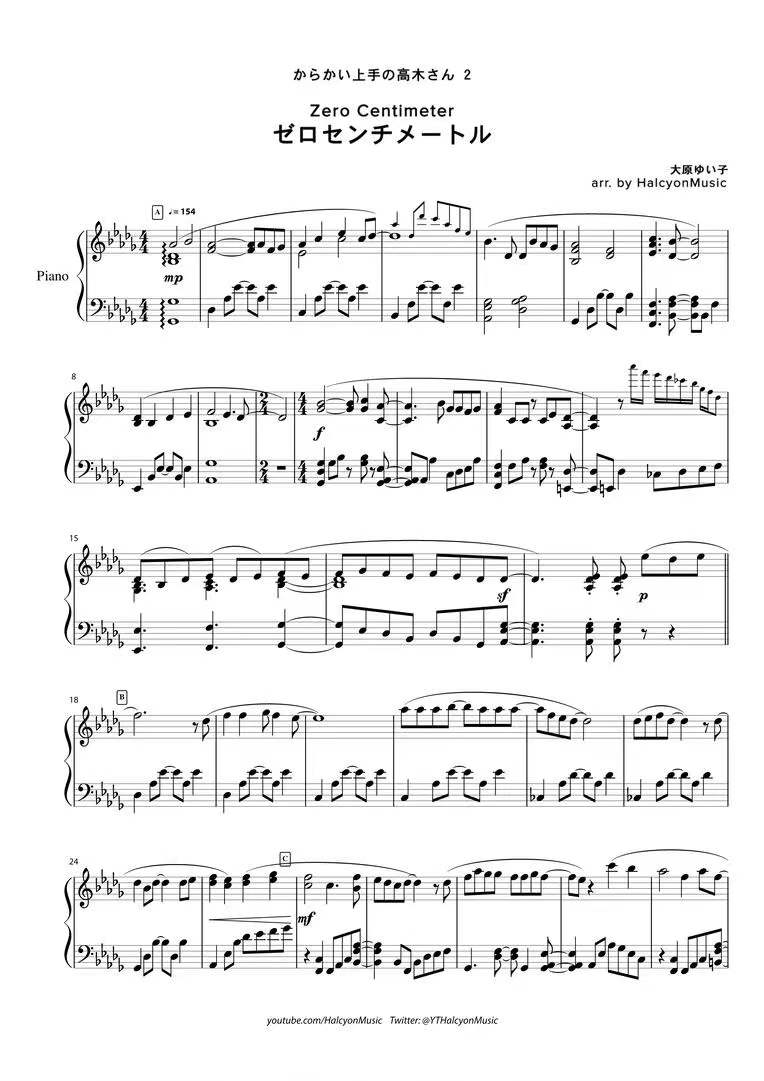 からかい上手の高木さん 2
Zero Centimeter
ゼロセンチメートル
大原ゆい子
arr. by HalcyonMusic
A ♩= 154
Piano
mp
8
f
15
sf
p
18
B
24
C
mf
youtube.com/HalcyonMusic Twitter: @YTHalcyonMusic